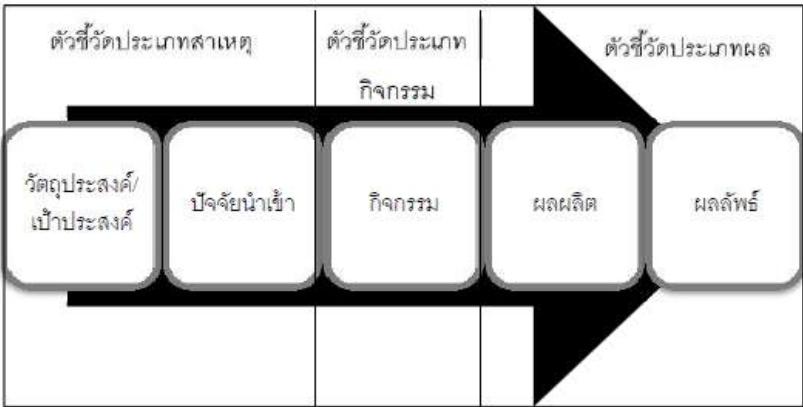 ตัวชี้วัดประเภทสาเหตุ
ตัวชี้วัดประเภท
กิจกรรม
ตัวชี้วัดประเภทผล
วัตถุประสงค์/
เป้าประสงค์
ปัจจัยนำเข้า
กิจกรรม
ผลผลิต
ผลลัพธ์